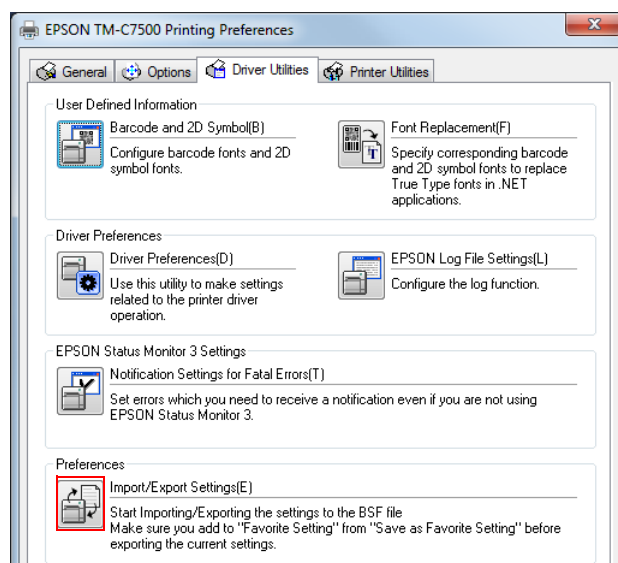 EPSON TM-C7500 Printing Preferences
General
Options
Driver Utilities
Printer Utilities
User Defined Information
Barcode and 2D Symbol(B)
Configure barcode fonts and 2D
symbol fonts.
Font Replacement(F)
Specify corresponding barcode
and 2D symbol fonts to replace
True Type fonts in .NET
applications.
Driver Preferences
Driver Preferences(D)
Use this utility to make settings
related to the printer driver
operation.
EPSON Log File Settings(L)
Configure the log function.
EPSON Status Monitor 3 Settings
Notification Settings for Fatal Errors(T)
Set errors which you need to receive a notification even if you are not using
EPSON Status Monitor 3.
Preferences
Import/Export Settings(E)
Start Importing/Exporting the settings to the BSF file
Make sure you add to "Favorite Setting" from "Save as Favorite Setting" before
exporting the current settings.